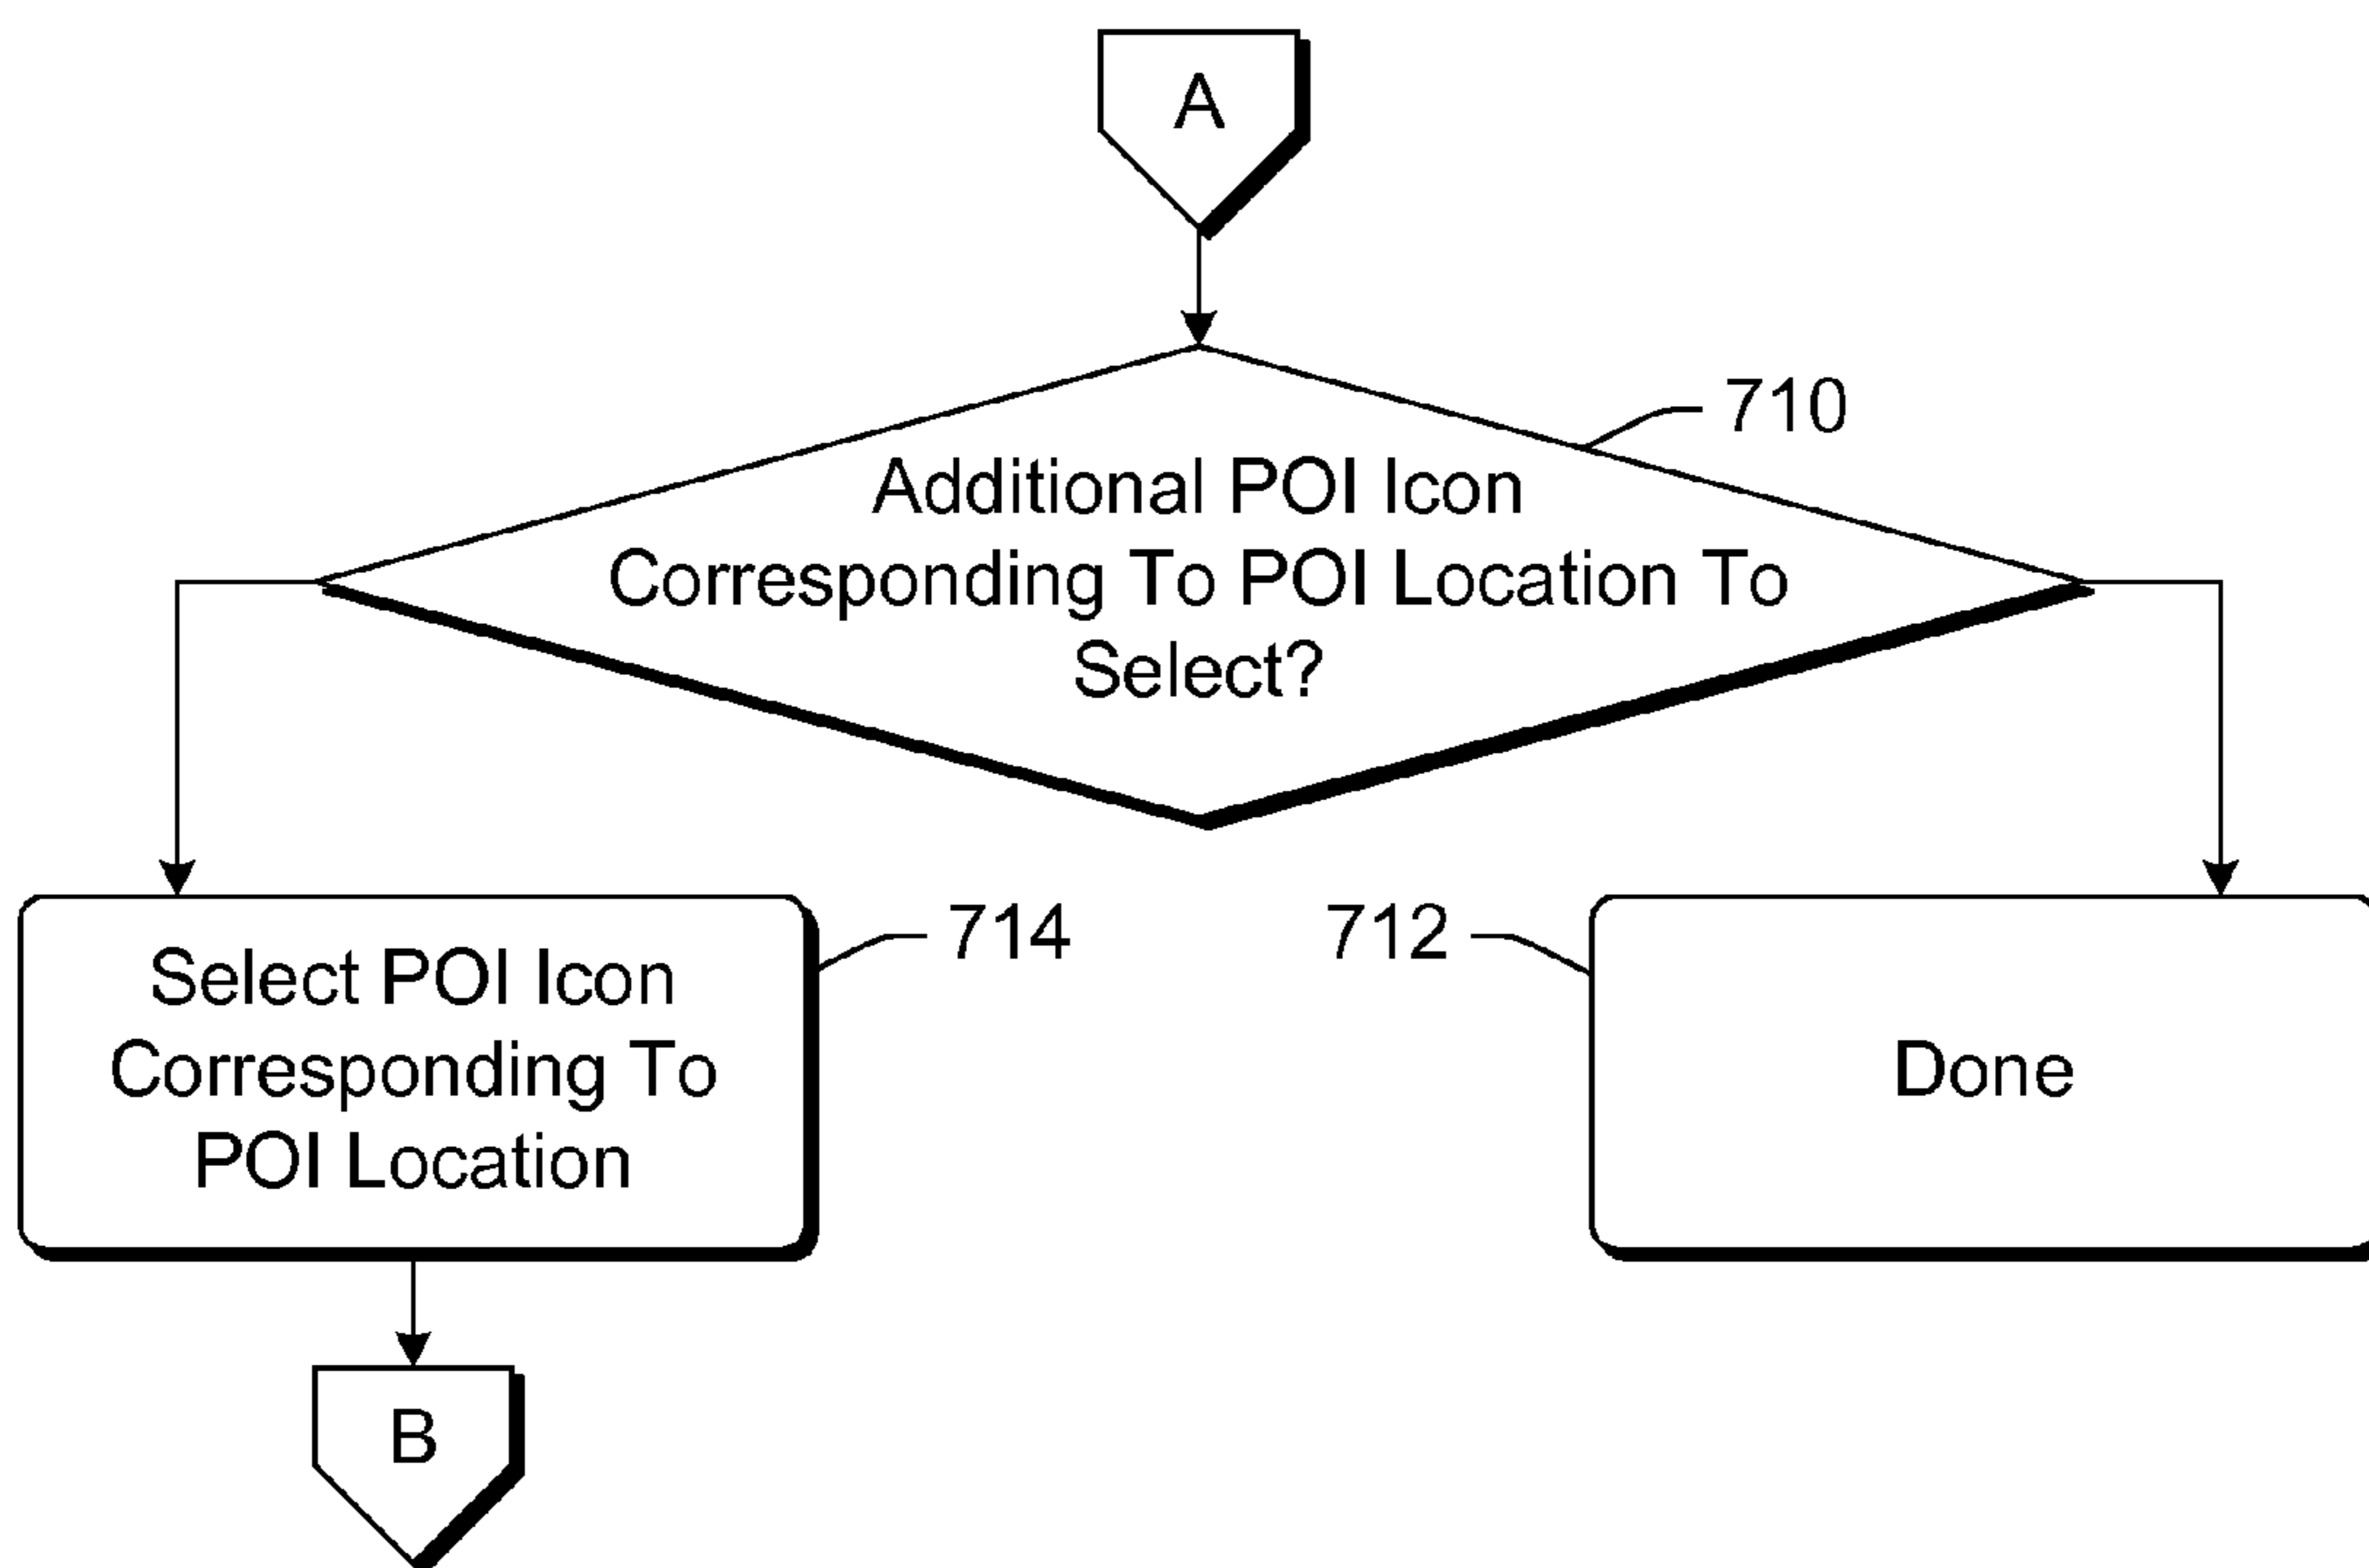 A
710
Additional POI Icon
Corresponding To POI Location To
Select?
714
712
Select POI Icon
Corresponding To
POI Location
Done
B